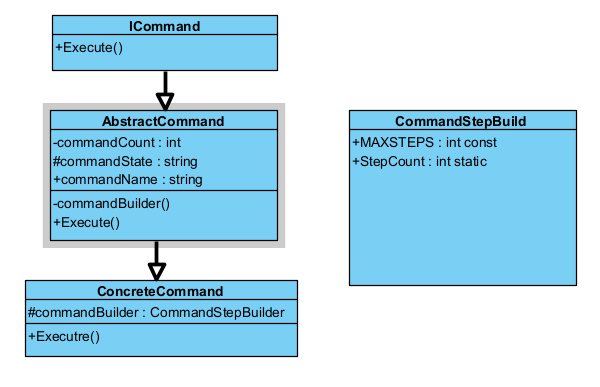 ICommand
+Execute()
AbstractCommand
-commandCount : int
#commandState : string
+commandName : string
-commandBuilder()
+Execute()
ConcreteCommand
#commandBuilder : CommandStepBuilder
+Executre()
CommandStepBuild
+MAXSTEPS : int const
+StepCount : int static